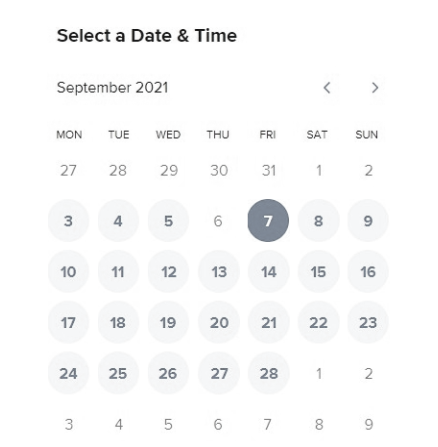 Select a Date & Time
September 2021
MON TUE WED THU FRI SAT SUN
27 28 29 30 31 1 2
3 4 5 6 7 8 9
10 11 12 13 14 15 16
17 18 19 20 21 22 23
24 25 26 27 28 1 2
3 4 5 6 7 8 9